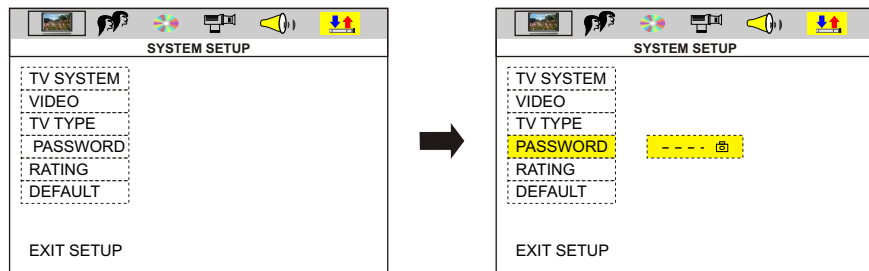 SYSTEM SETUP
TV SYSTEM
VIDEO
TV TYPE
PASSWORD
RATING
DEFAULT
EXIT SETUP
SYSTEM SETUP
TV SYSTEM
VIDEO
TV TYPE
PASSWORD - - - -
RATING
DEFAULT
EXIT SETUP